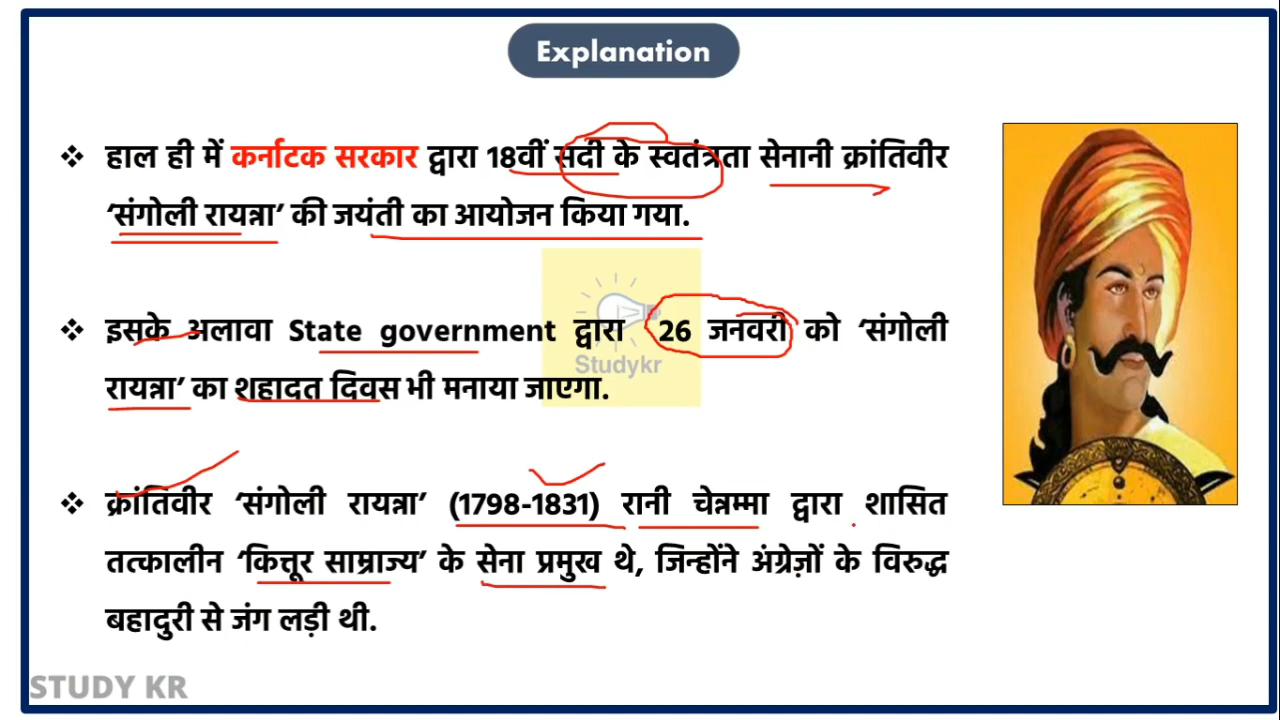 Explanation
❖ हाल ही में कर्नाटक सरकार द्वारा 18वीं सदी के स्वतंत्रता सेनानी क्रांतिवीर
‘संगोली रायन्ना’ की जयंती का आयोजन किया गया.
❖ इसके अलावा State government द्वारा 26 जनवरी को ‘संगोली
रायन्ना’ का शहादत दिवस भी मनाया जाएगा.
Studykr
❖ क्रांतिवीर ‘संगोली रायन्ना’ (1798-1831) रानी चेन्नम्मा द्वारा शासित
तत्कालीन ‘कित्तूर साम्राज्य’ के सेना प्रमुख थे, जिन्होंने अंग्रेज़ों के विरुद्ध
बहादुरी से जंग लड़ी थी.
STUDY KR